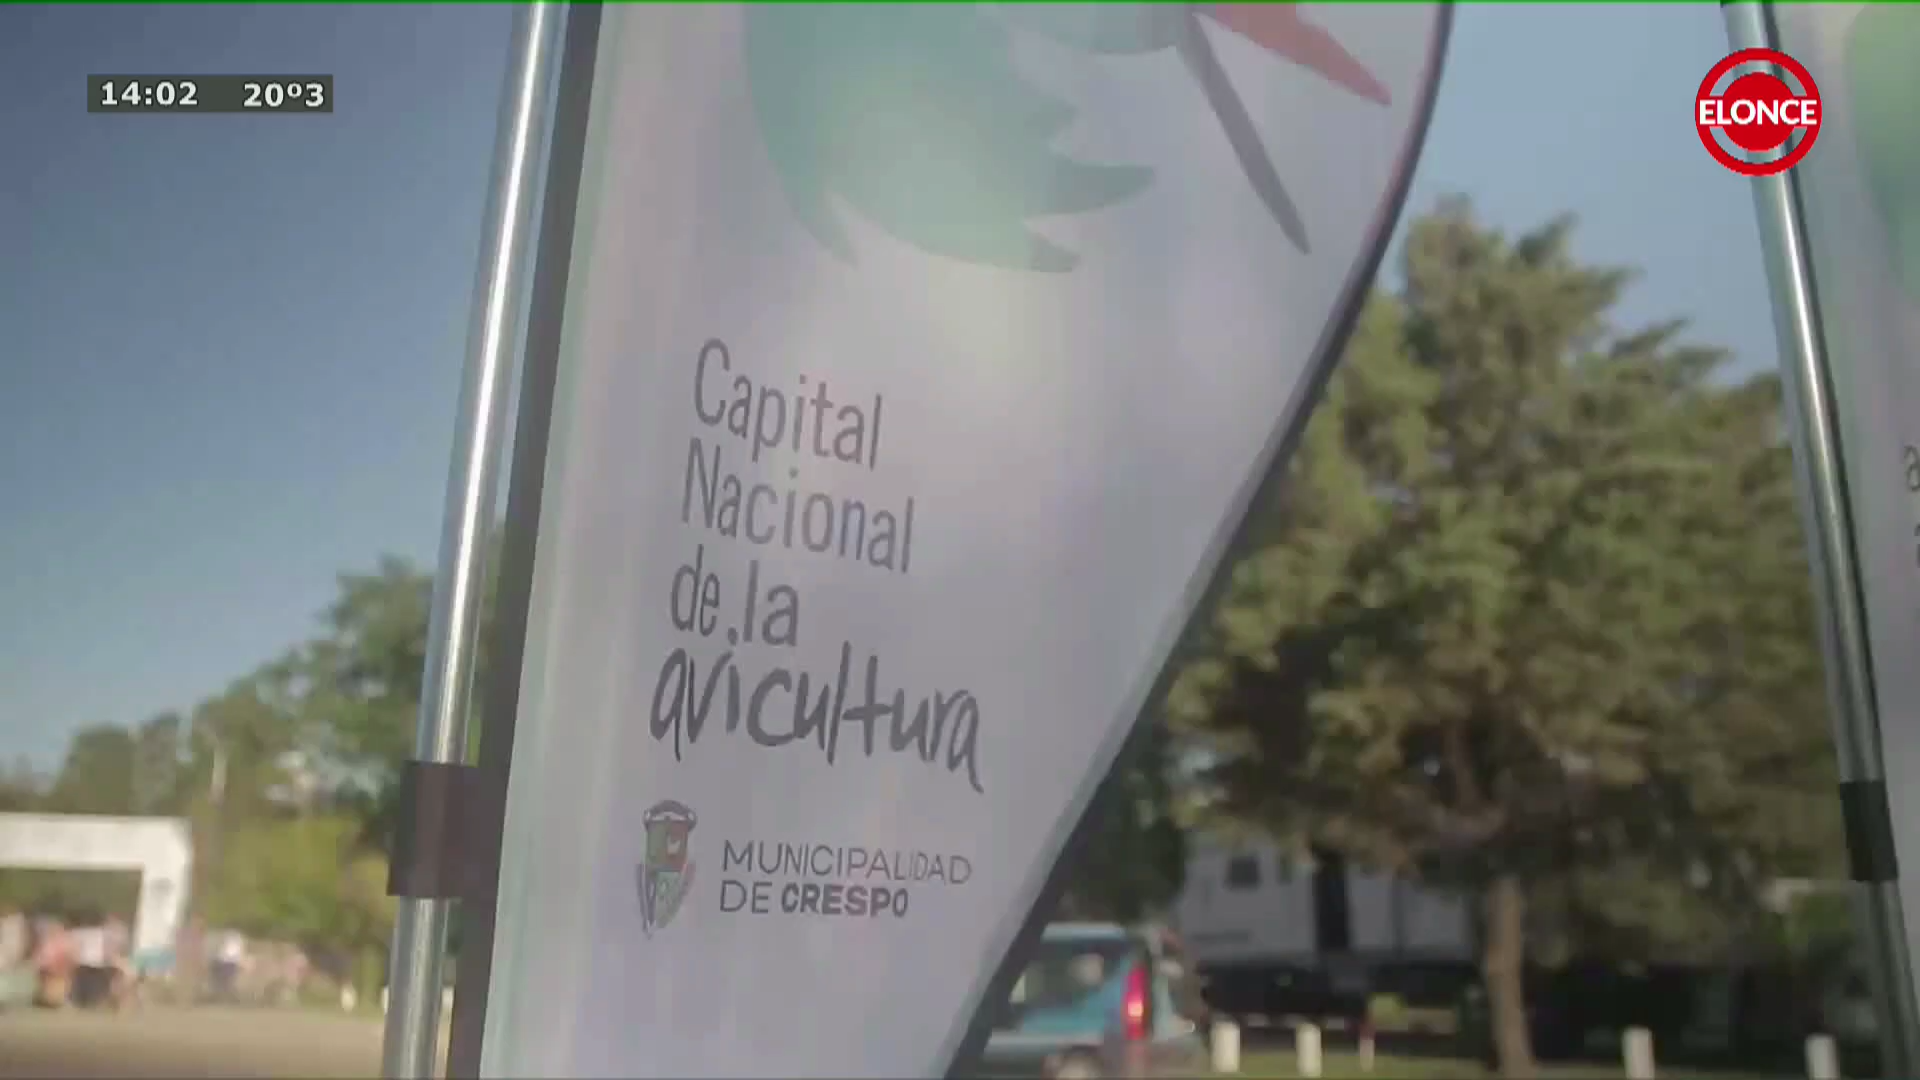 14:02 20º3
ELONCE
Capital
Nacional
de la
avicultura
MUNICIPALIDAD
DE CRESPO